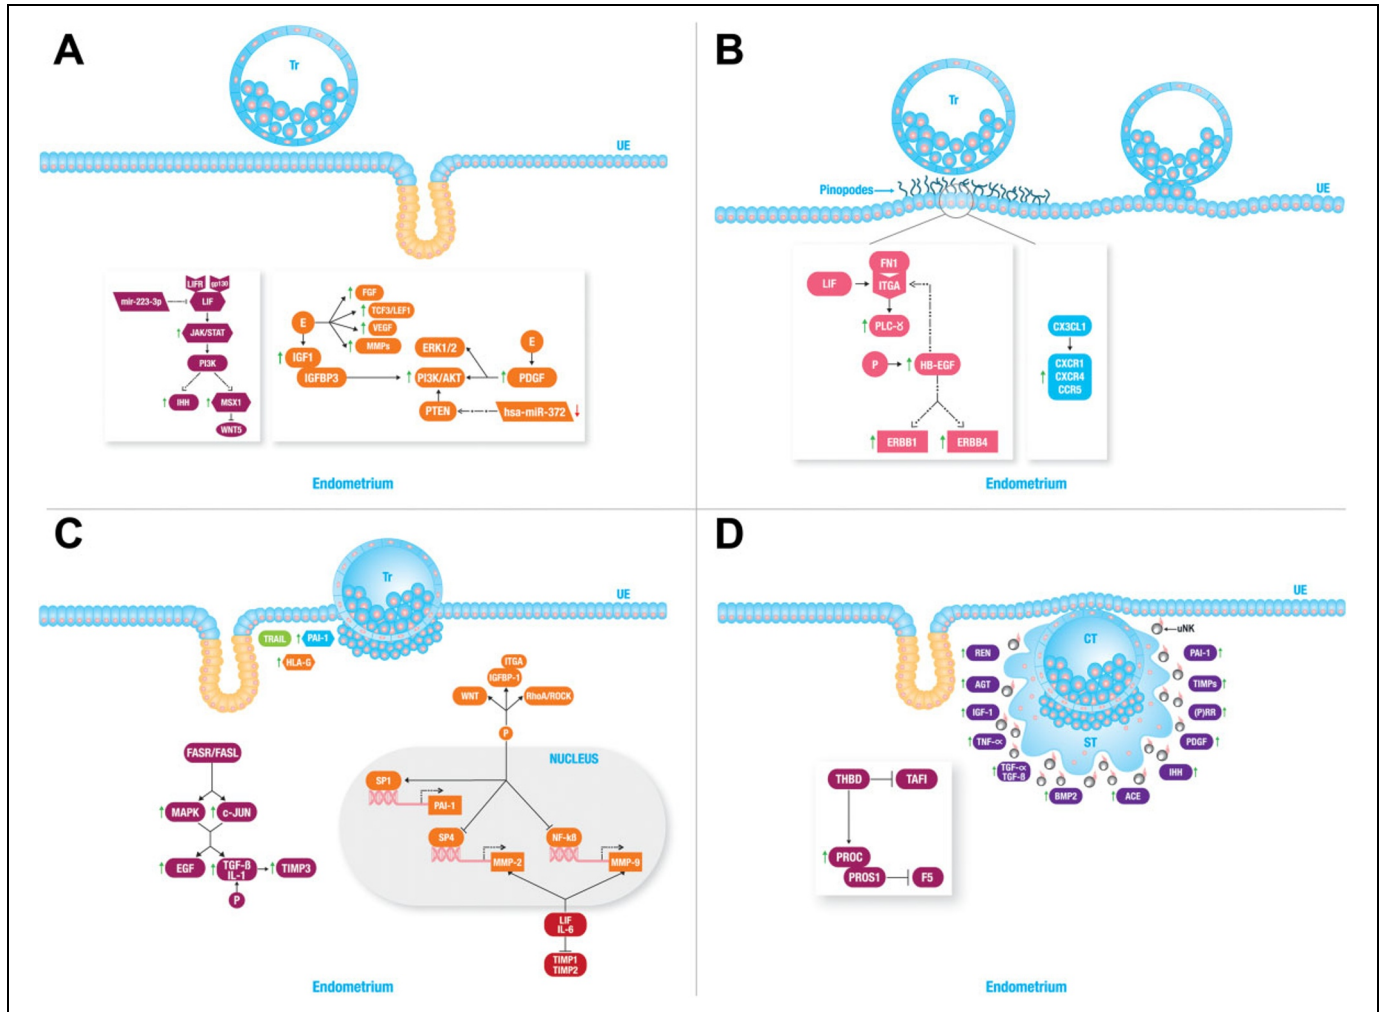 A
Tr
UE
LIFR
gp130
mir-223-3p
LIF
JAK/STAT
PI3K
IHH
MSX1
WNT5
E
FGF
TCF3/LEF1
VEGF
MMPs
IGF1
IGFBP3
ERK1/2
PI3K/AKT
E
PDGF
PTEN
hsa-miR-372
Endometrium
B
Tr
Pinopodes
UE
FN1
LIF
ITGA
PLC-ɤ
P
HB-EGF
ERBB1
ERBB4
CX3CL1
CXCR1
CXCR4
CCR5
Endometrium
C
Tr
UE
TRAIL
PAI-1
HLA-G
ITGA
IGFBP-1
WNT
RhoA/ROCK
P
NUCLEUS
SP1
PAI-1
SP4
MMP-2
NF-kß
MMP-9
LIF
IL-6
TIMP1
TIMP2
FASR/FASL
MAPK
c-JUN
EGF
TGF-ß
IL-1
TIMP3
P
Endometrium
D
UE
CT
uNK
ST
REN
AGT
IGF-1
TNF-∝
TGF-∝
TGF-ß
BMP2
ACE
IHH
PDGF
(P)RR
TIMPs
PAI-1
THBD
TAFI
PROC
PROS1
F5
Endometrium